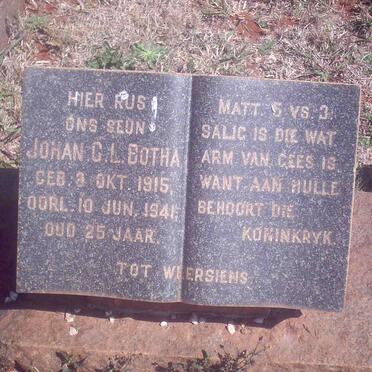 HIER RUS
ONS SEUN
JOHAN C.L. BOTHA
GEB. 8 OKT. 1915,
OORL. 10 JUN. 1941,
OUD 25 JAAR.
MATT. 5 VS. 3.
SALIG IS DIE WAT
ARM VAN GEES IS
WANT AAN HULLE
BEHOORT DIE
KONINKRYK.
TOT WEERSIENS